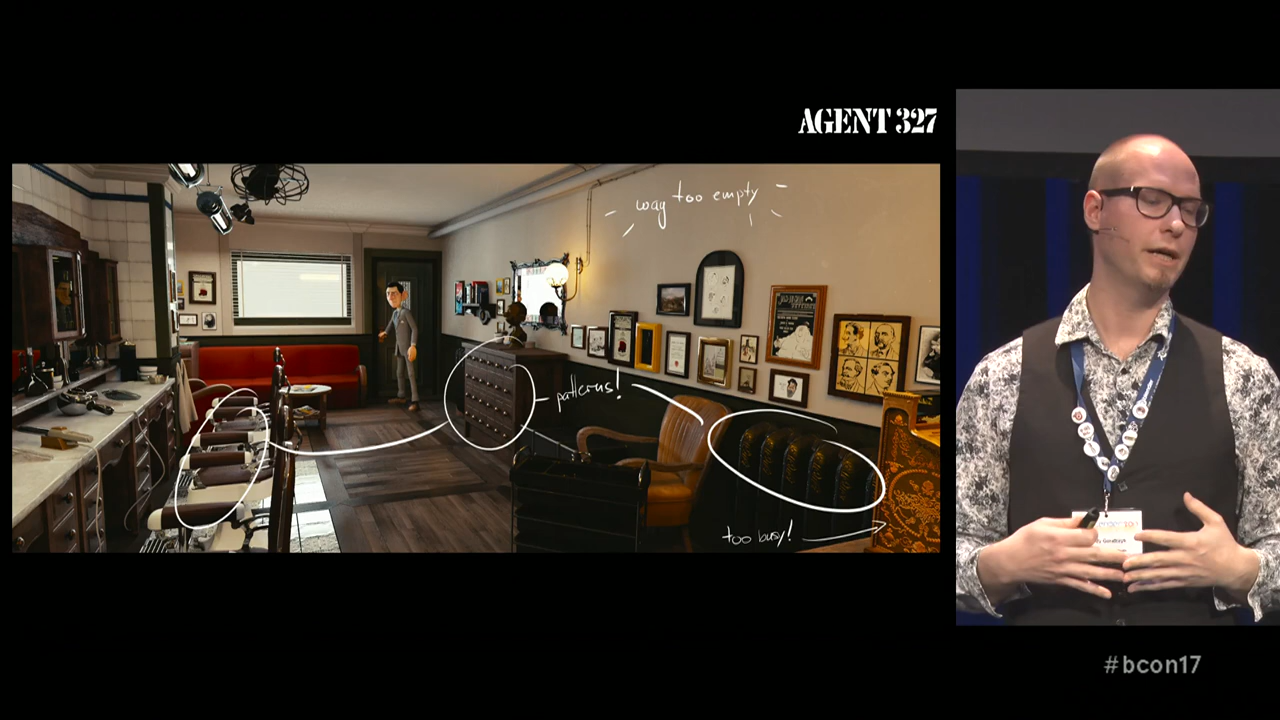 AGENT 327
way too empty
patterns!
too busy!
#bcon17